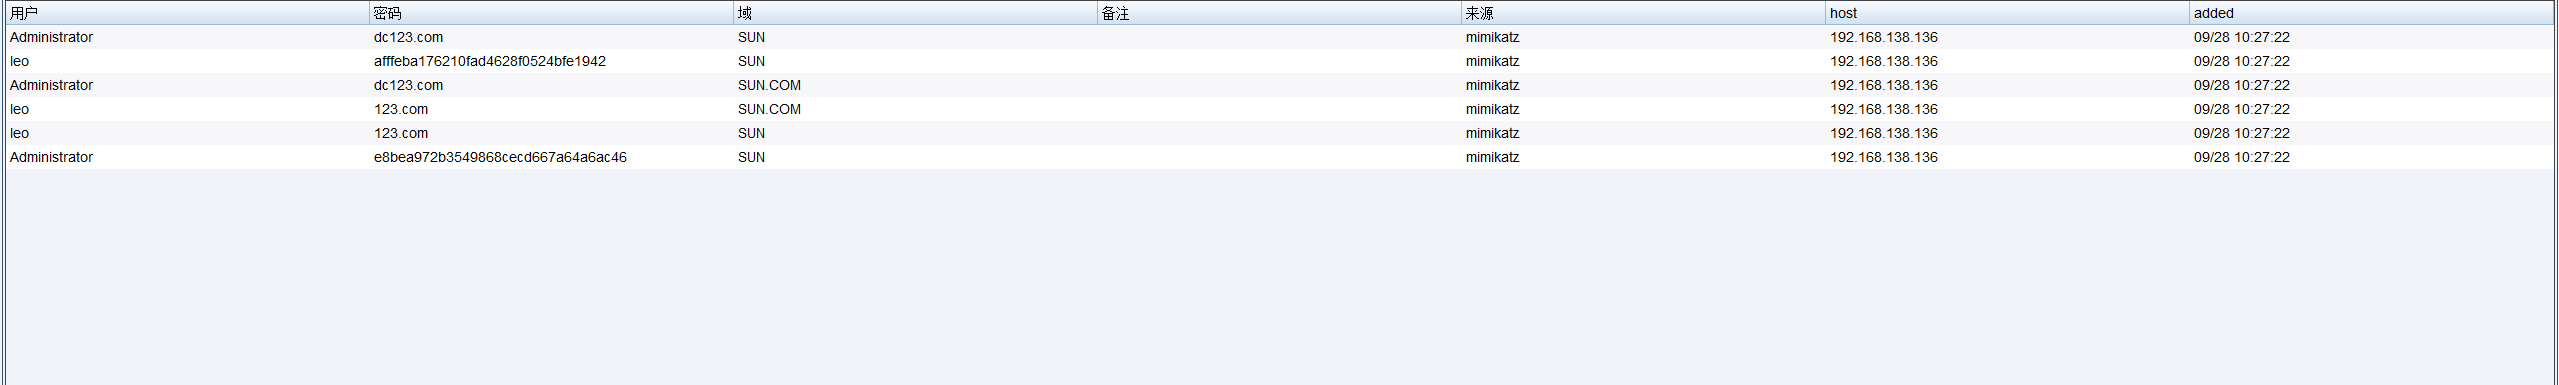 用户 密码 域 备注 来源 host added
Administrator dc123.com SUN mimikatz 192.168.138.136 09/28 10:27:22
leo afffeba176210fad4628f0524bfe1942 SUN mimikatz 192.168.138.136 09/28 10:27:22
Administrator dc123.com SUN.COM mimikatz 192.168.138.136 09/28 10:27:22
leo 123.com SUN.COM mimikatz 192.168.138.136 09/28 10:27:22
leo 123.com SUN mimikatz 192.168.138.136 09/28 10:27:22
Administrator e8bea972b3549868cecd667a64a6ac46 SUN mimikatz 192.168.138.136 09/28 10:27:22